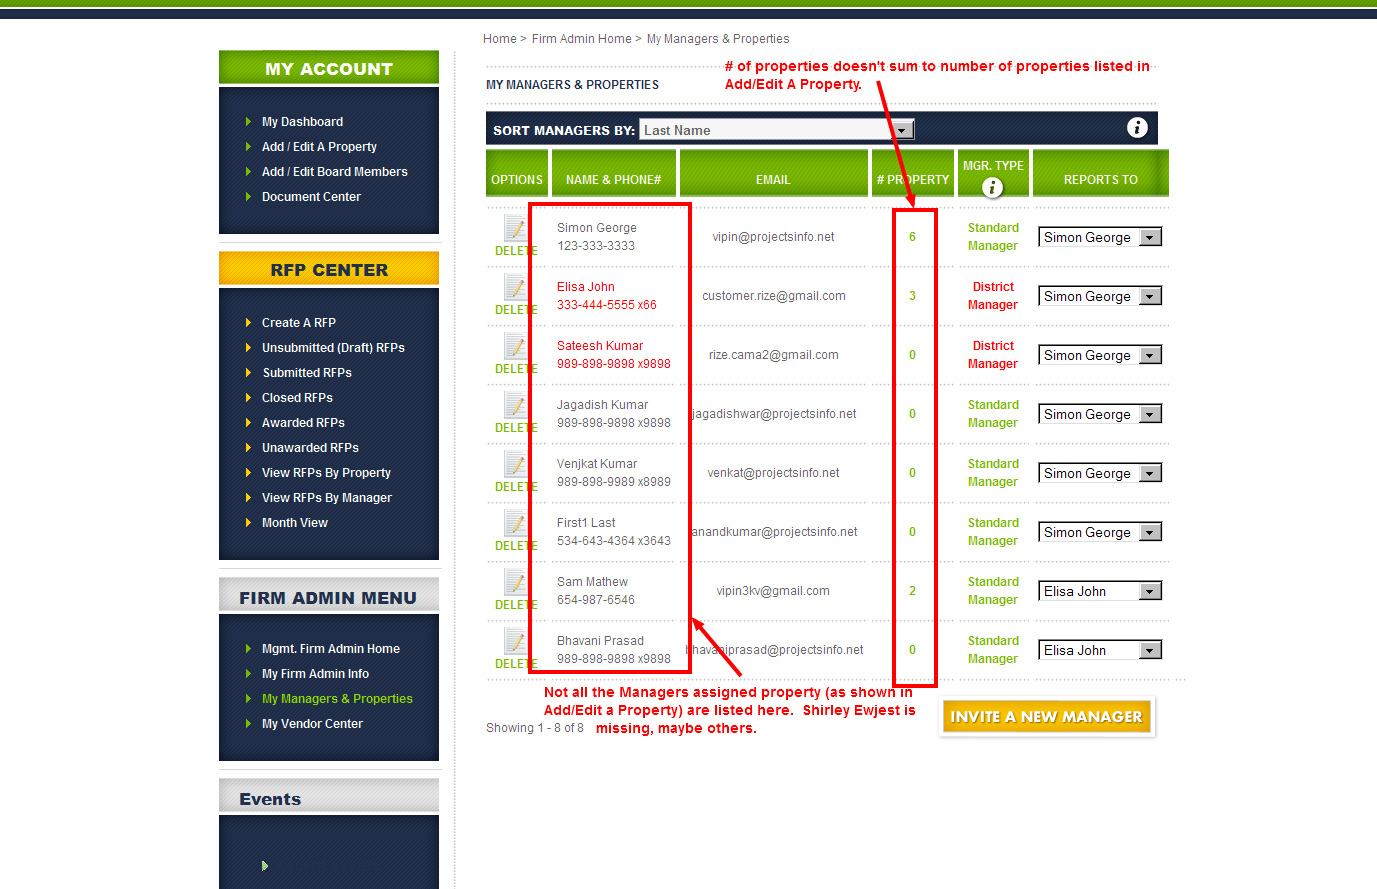 Home > Firm Admin Home > My Managers & Properties
MY ACCOUNT
My Dashboard
Add / Edit A Property
Add / Edit Board Members
Document Center
RFP CENTER
Create A RFP
Unsubmitted (Draft) RFPs
Submitted RFPs
Closed RFPs
Awarded RFPs
Unawarded RFPs
View RFPs By Property
View RFPs By Manager
Month View
FIRM ADMIN MENU
Mgmt. Firm Admin Home
My Firm Admin Info
My Managers & Properties
My Vendor Center
Events
# of properties doesn't sum to number of properties listed in
Add/Edit A Property.
MY MANAGERS & PROPERTIES
SORT MANAGERS BY: Last Name i
OPTIONS NAME & PHONE# EMAIL # PROPERTY MGR. TYPE i REPORTS TO
Simon George
123-333-3333
DELETE
vipin@projectsinfo.net
6
Standard
Manager
Simon George
Elisa John
333-444-5555 x66
DELETE
customer.rize@gmail.com
3
District
Manager
Simon George
Sateesh Kumar
989-898-9898 x9898
DELETE
rize.cama2@gmail.com
0
District
Manager
Simon George
Jagadish Kumar
989-898-9898 x9898
DELETE
jagadishwar@projectsinfo.net
0
Standard
Manager
Simon George
Venjkat Kumar
989-898-9989 x8989
DELETE
venkat@projectsinfo.net
0
Standard
Manager
Simon George
First1 Last
534-643-4364 x3643
DELETE
anandkumar@projectsinfo.net
0
Standard
Manager
Simon George
Sam Mathew
654-987-6546
DELETE
vipin3kv@gmail.com
2
Standard
Manager
Elisa John
Bhavani Prasad
989-898-9898 x9898
DELETE
bhavaniprasad@projectsinfo.net
0
Standard
Manager
Elisa John
Not all the Managers assigned property (as shown in
Add/Edit a Property) are listed here. Shirley Ewjest is
missing, maybe others.
Showing 1 - 8 of 8
INVITE A NEW MANAGER